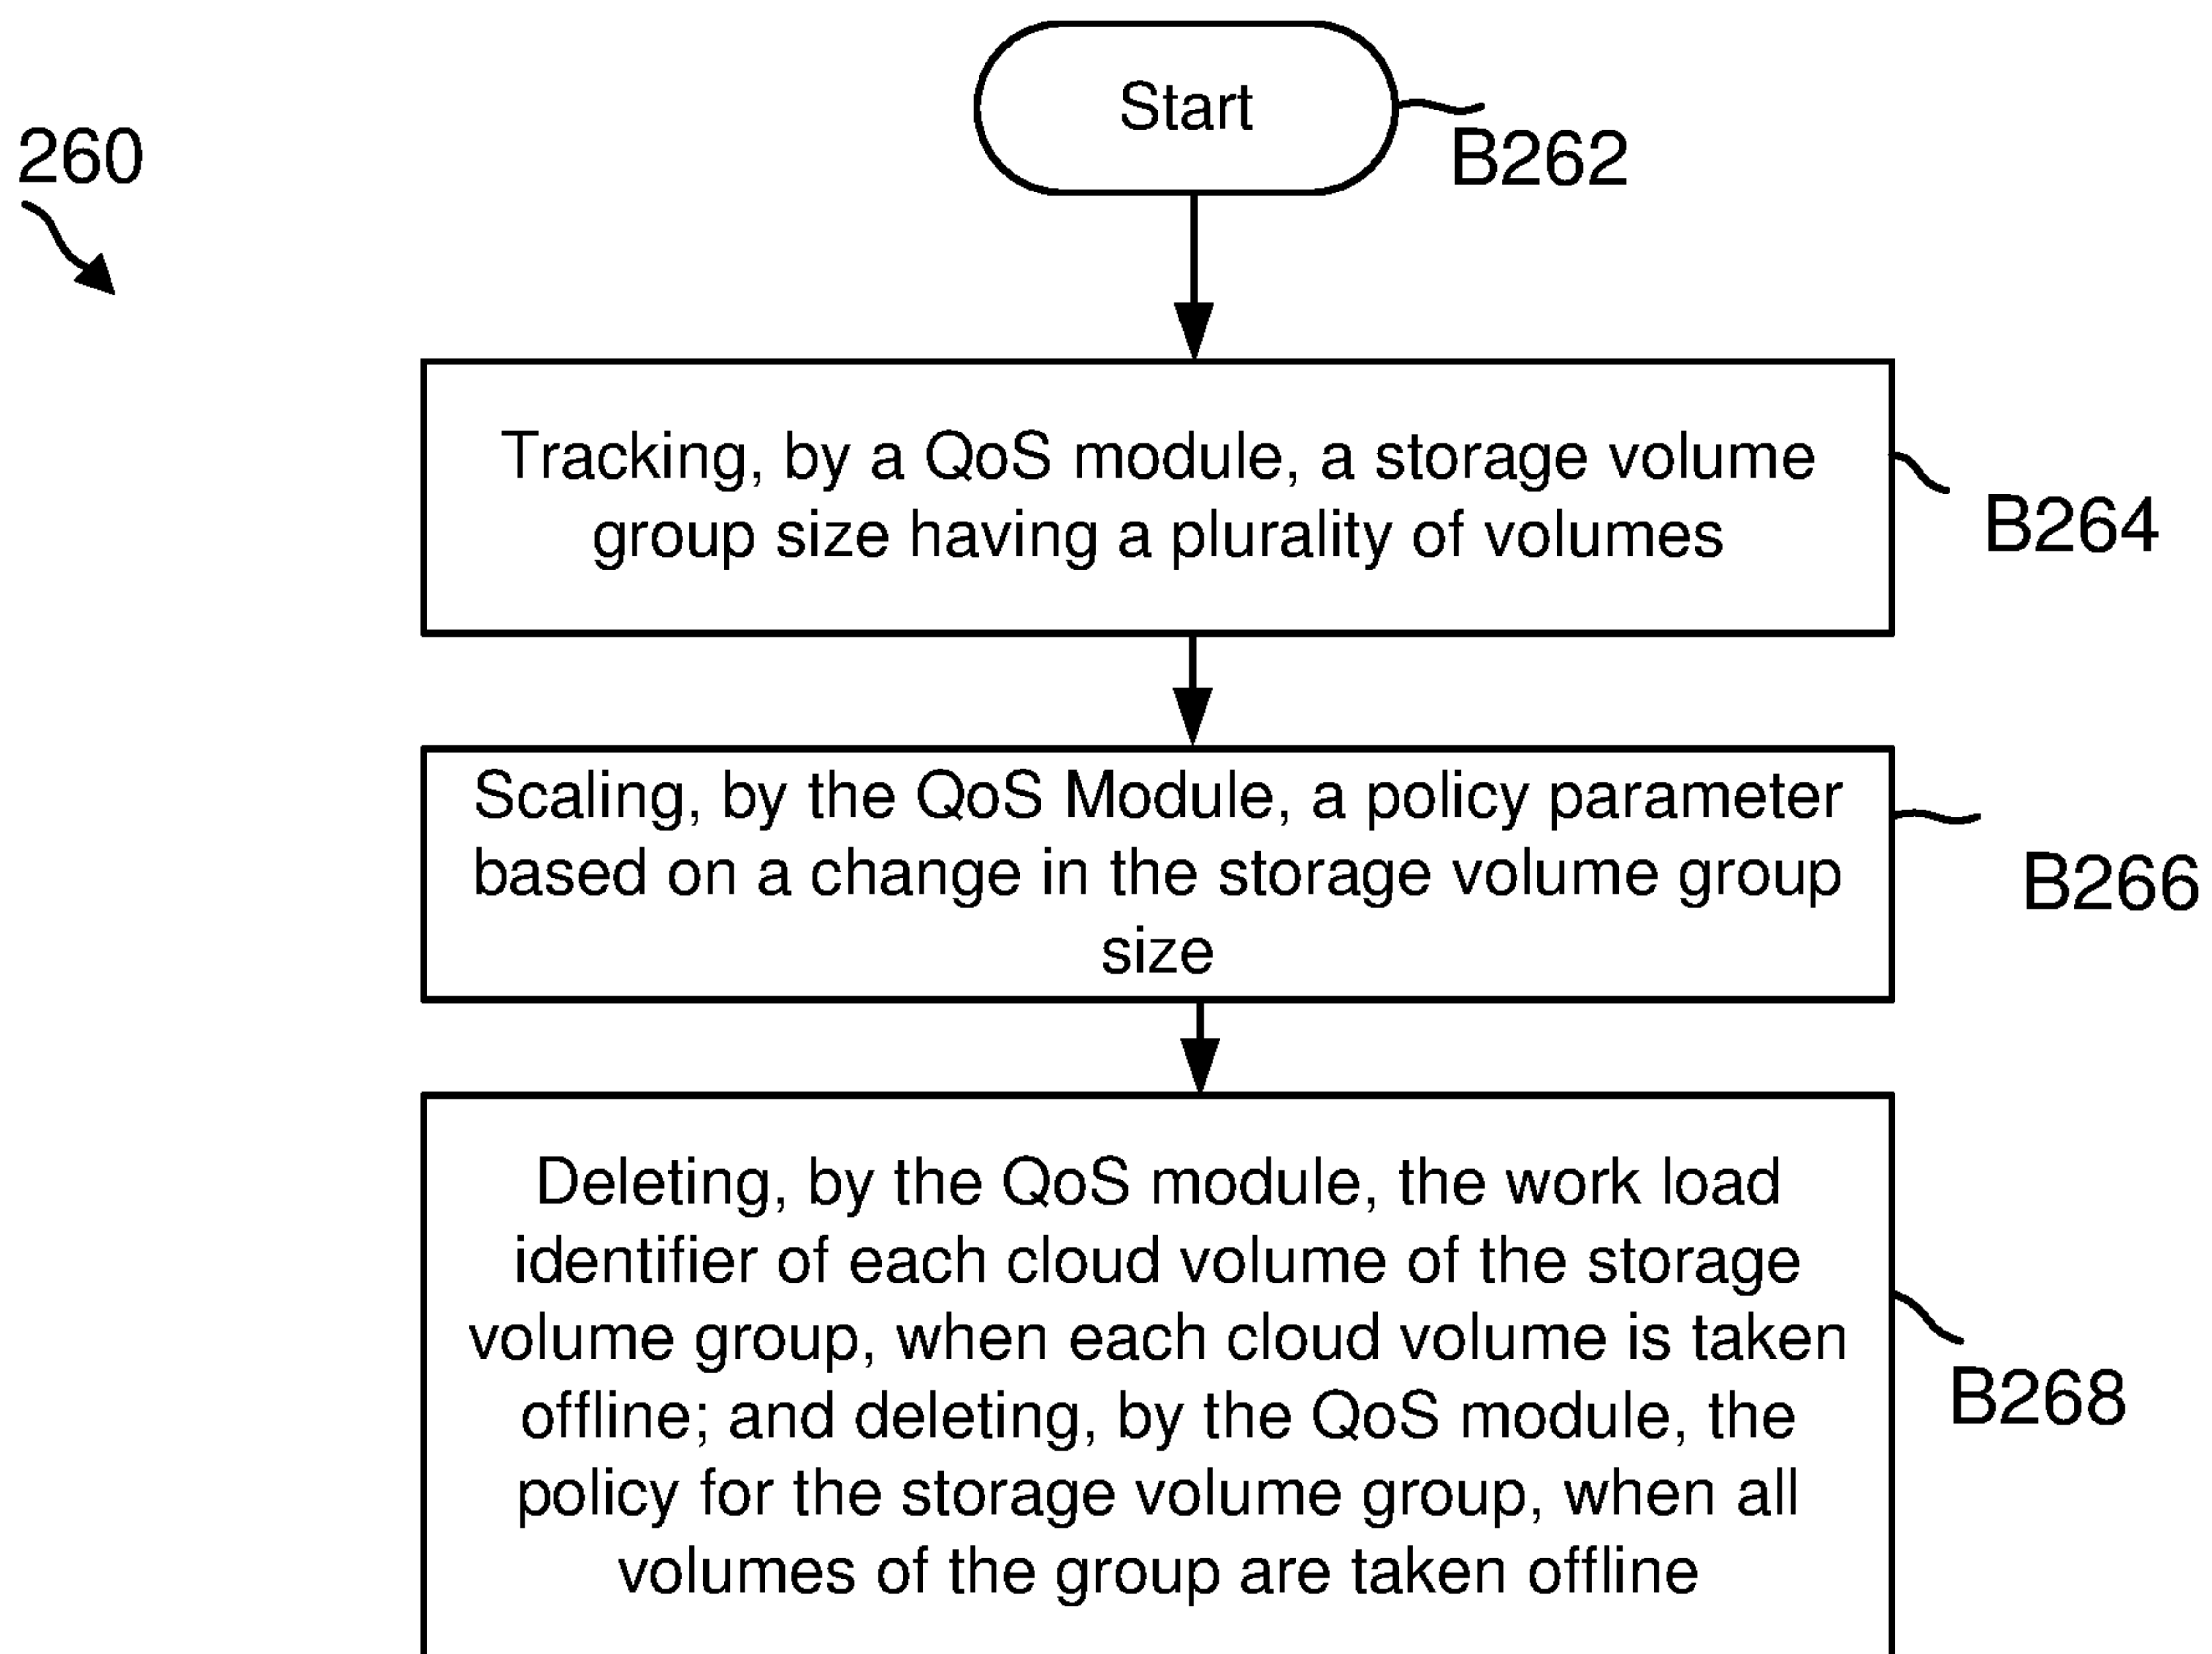 Start
B262
260
Tracking, by a QoS module, a storage volume
group size having a plurality of volumes
B264
Scaling, by the QoS Module, a policy parameter
based on a change in the storage volume group
size
B266
Deleting, by the QoS module, the work load
identifier of each cloud volume of the storage
volume group, when each cloud volume is taken
offline; and deleting, by the QoS module, the
policy for the storage volume group, when all
volumes of the group are taken offline
B268